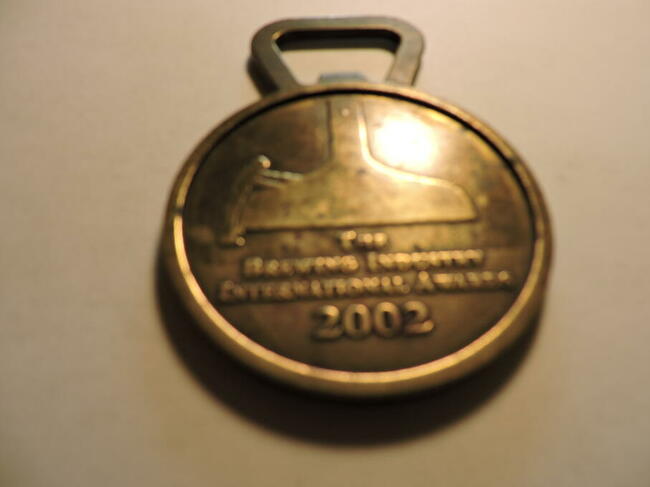 The
Brewing Industry
International Awards
2002